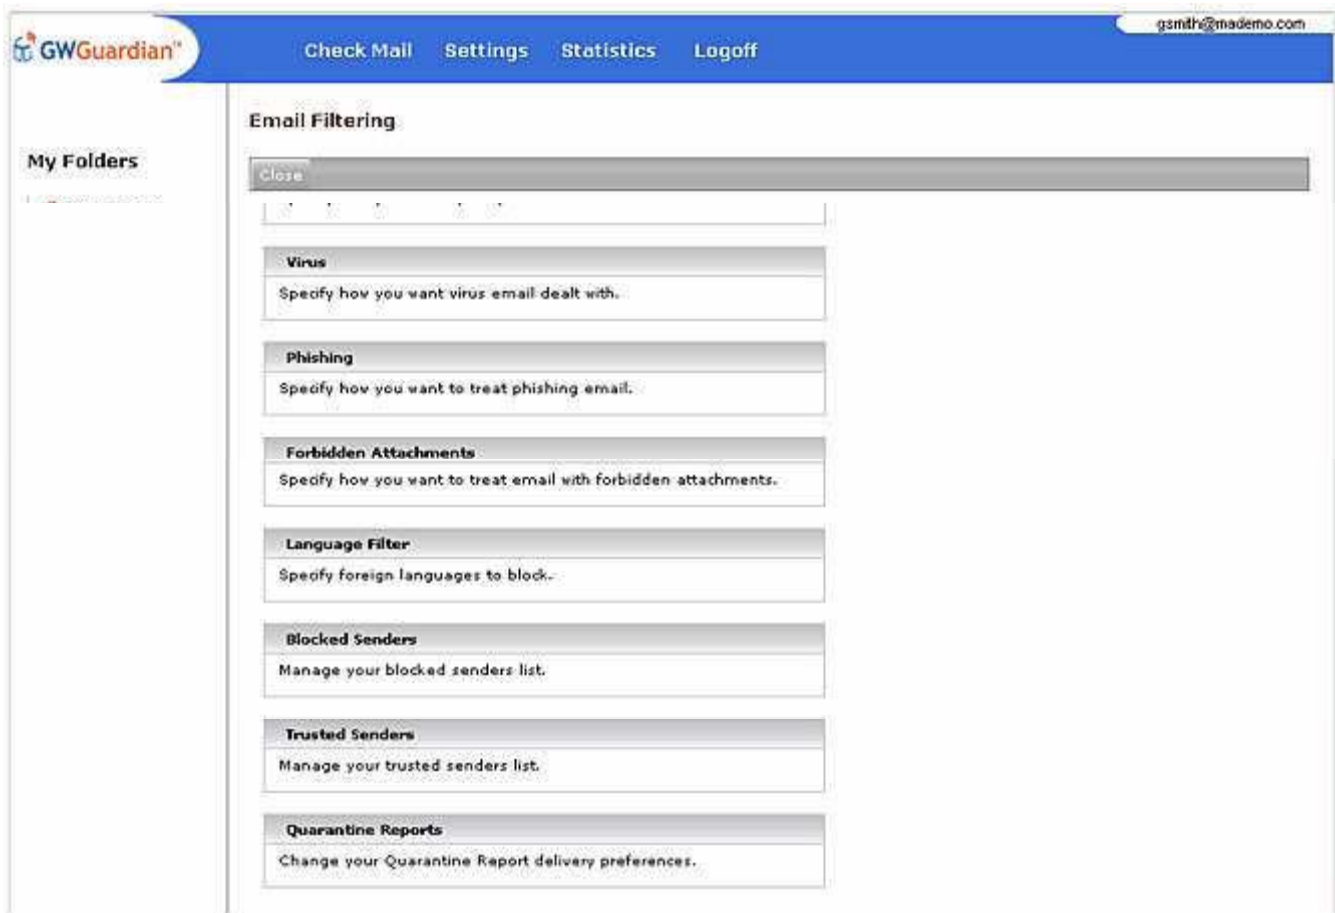 gsmith@mademo.com
GWGuardian™
Check Mail Settings Statistics Logoff
Email Filtering
My Folders
Close
Virus
Specify how you want virus email dealt with.
Phishing
Specify how you want to treat phishing email.
Forbidden Attachments
Specify how you want to treat email with forbidden attachments.
Language Filter
Specify foreign languages to block.
Blocked Senders
Manage your blocked senders list.
Trusted Senders
Manage your trusted senders list.
Quarantine Reports
Change your Quarantine Report delivery preferences.